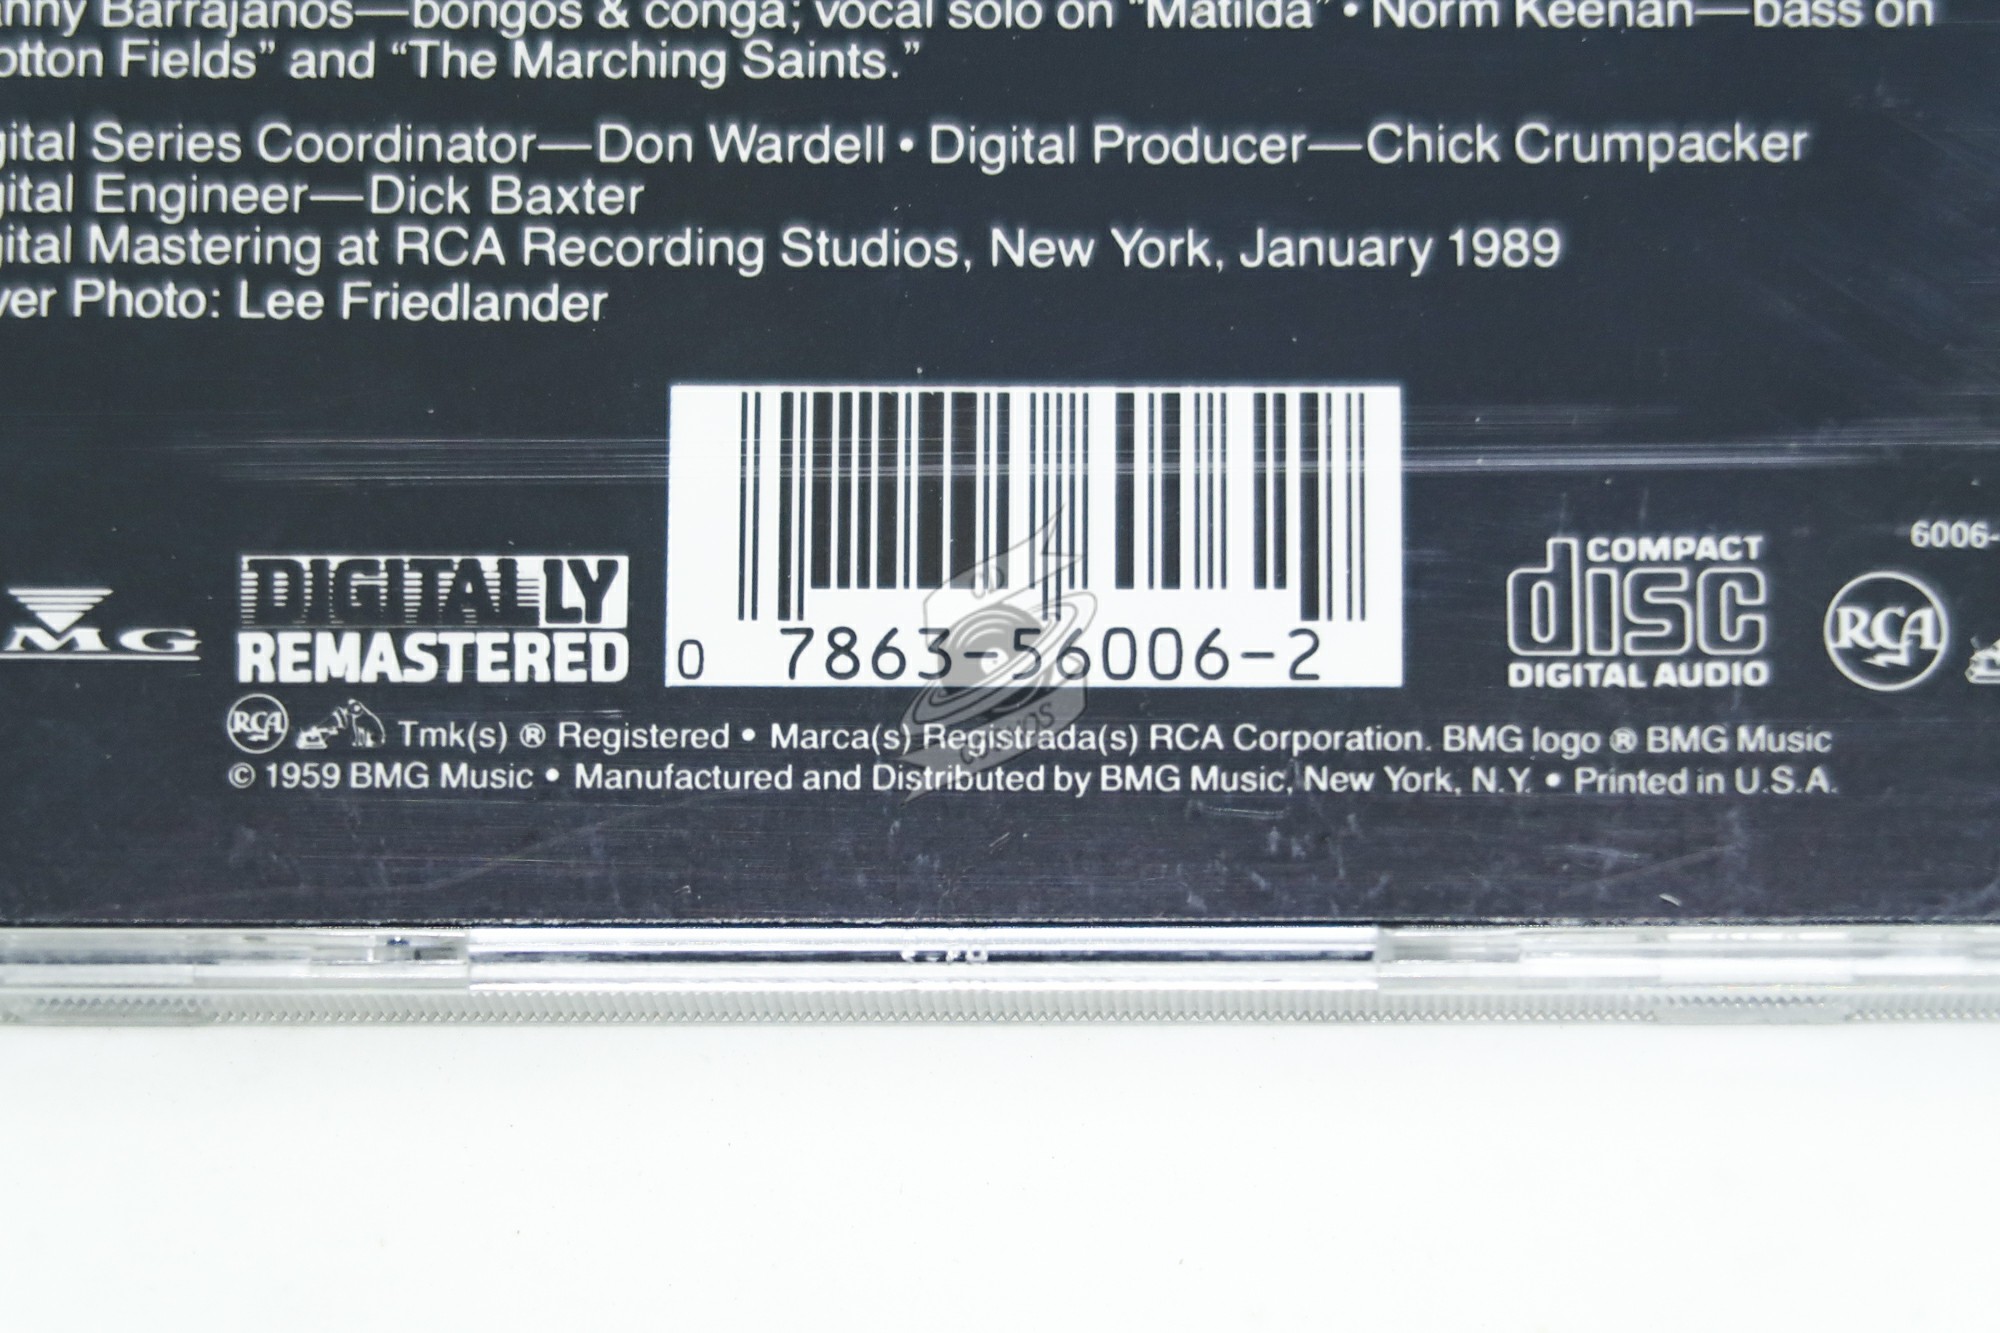 nny Barrajanos—bongos & conga; vocal solo on “Matilda” • Norm Keenan—bass on
otton Fields” and “The Marching Saints.”
gital Series Coordinator—Don Wardell • Digital Producer—Chick Crumpacker
gital Engineer—Dick Baxter
gital Mastering at RCA Recording Studios, New York, January 1989
ver Photo: Lee Friedlander
6006-
COMPACT
disc
DIGITAL AUDIO
RCA
MG
DIGITALLY
REMASTERED
0 7863-56006-2
RCA Tmk(s) ® Registered • Marca(s) Registrada(s) RCA Corporation. BMG logo ® BMG Music
© 1959 BMG Music • Manufactured and Distributed by BMG Music, New York, N.Y. • Printed in U.S.A.
CD